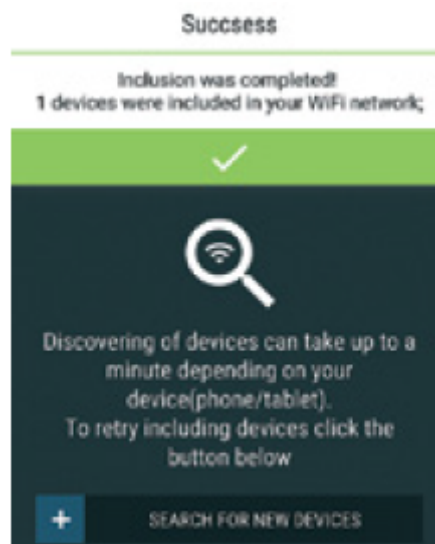 Succsess
Inclusion was completed!
1 devices were included in your WiFi network;
Discovering of devices can take up to a
minute depending on your
device(phone/tablet).
To retry including devices click the
button below
+ SEARCH FOR NEW DEVICES